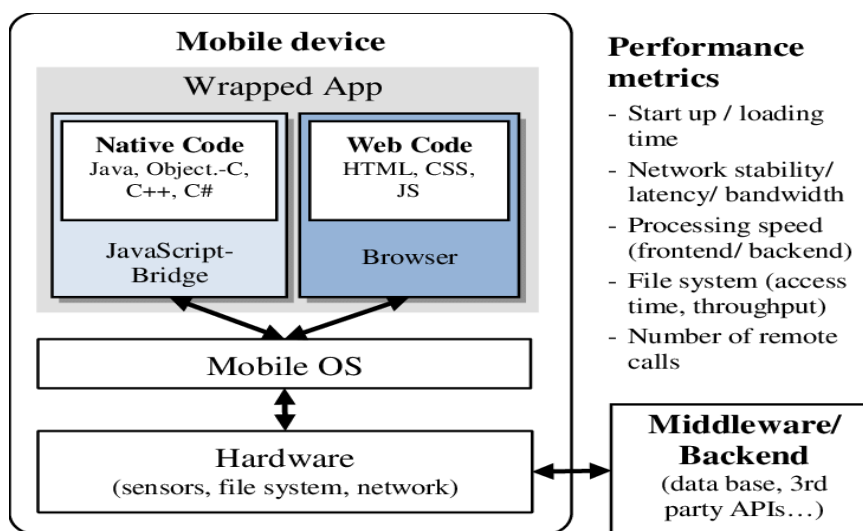 Mobile device
Wrapped App
Native Code
Java, Object.-C,
C++, C#
JavaScript-
Bridge
Web Code
HTML, CSS,
JS
Browser
Mobile OS
Hardware
(sensors, file system, network)
Performance
metrics
- Start up / loading
time
- Network stability/
latency/ bandwidth
- Processing speed
(frontend/ backend)
- File system (access
time, throughput)
- Number of remote
calls
Middleware/
Backend
(data base, 3rd
party APIs…)